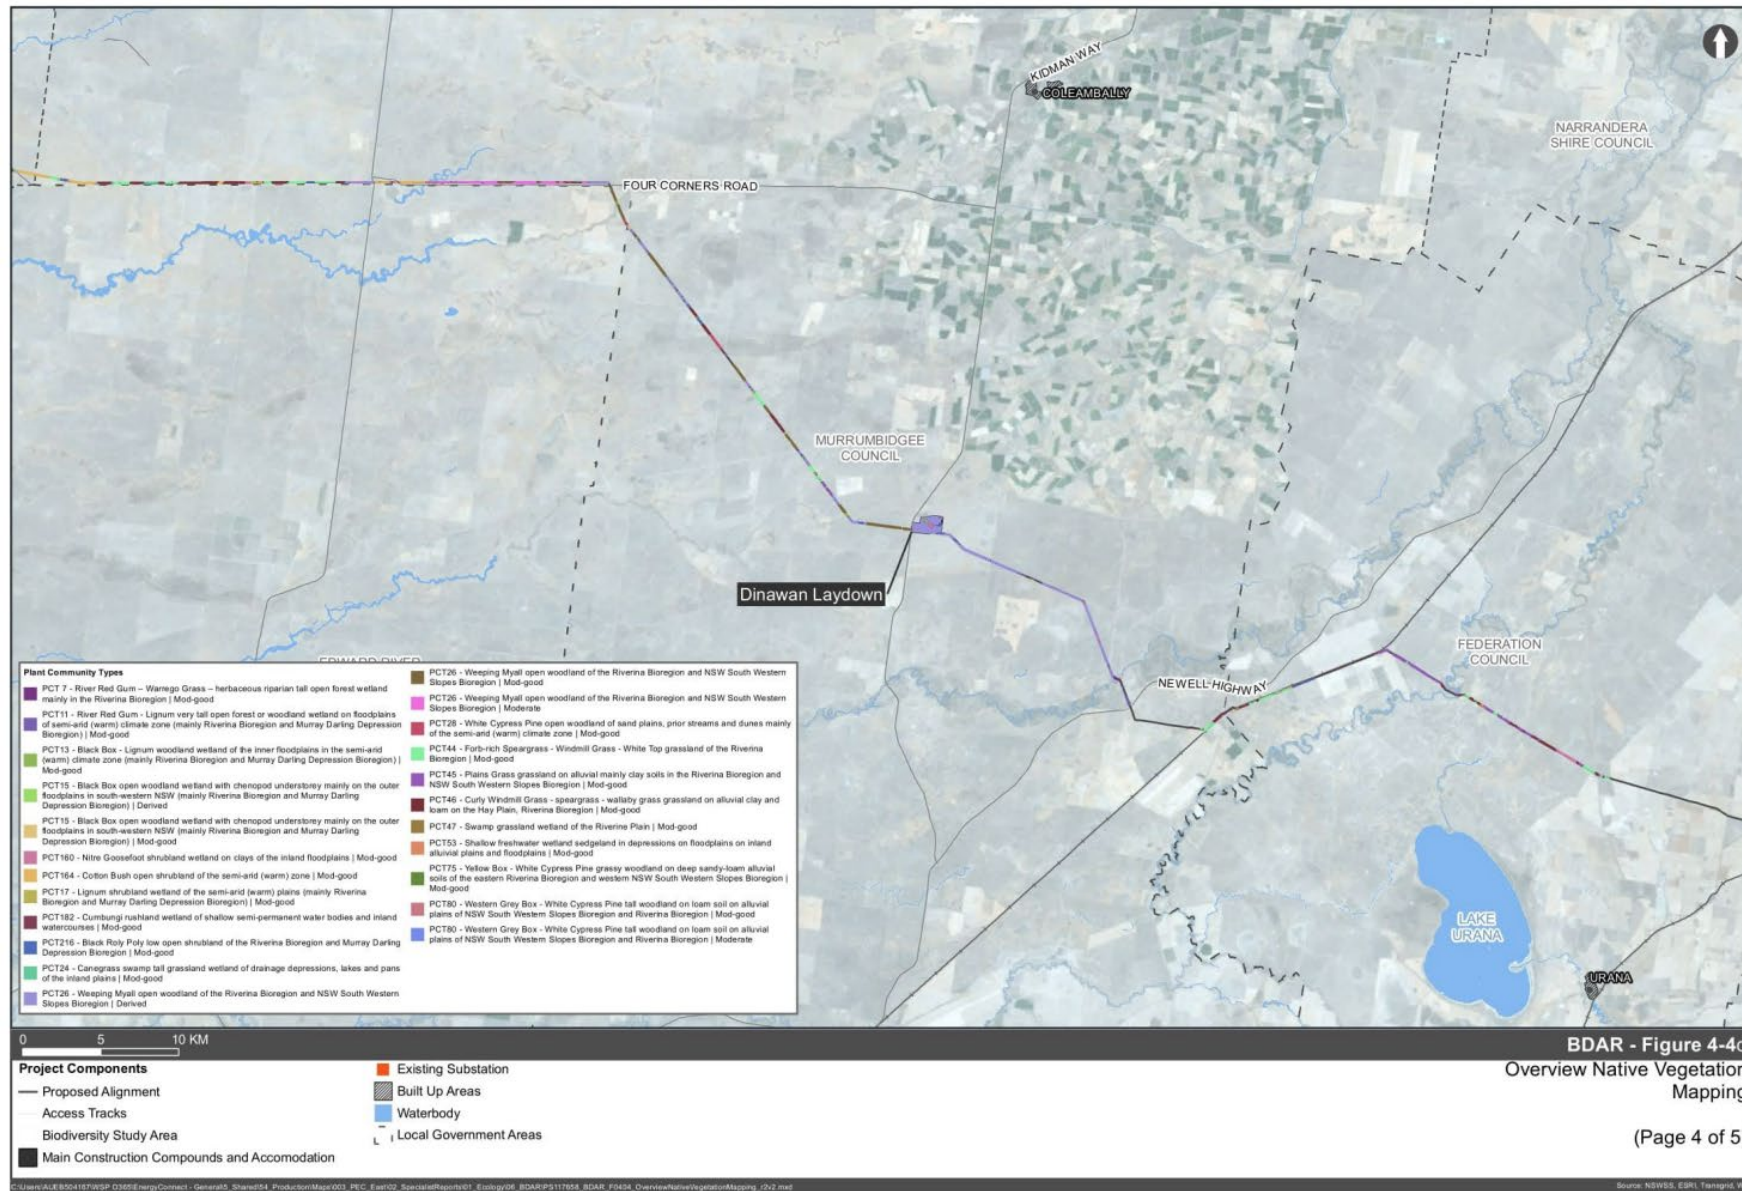 KIDMAN WAY
COLEAMBALLY
NARRANDERA
SHIRE COUNCIL
FOUR CORNERS ROAD
MURRUMBIDGEE
COUNCIL
Dinawan Laydown
FEDERATION
COUNCIL
NEWELL HIGHWAY
EDWARD RIVER
LAKE
URANA
URANA
Plant Community Types
PCT 7 - River Red Gum – Warrego Grass – herbaceous riparian tall open forest wetland
mainly in the Riverina Bioregion | Mod-good
PCT11 - River Red Gum - Lignum very tall open forest or woodland wetland on floodplains
of semi-arid (warm) climate zone (mainly Riverina Bioregion and Murray Darling Depression
Bioregion) | Mod-good
PCT13 - Black Box - Lignum woodland wetland of the inner floodplains in the semi-arid
(warm) climate zone (mainly Riverina Bioregion and Murray Darling Depression Bioregion) |
Mod-good
PCT15 - Black Box open woodland wetland with chenopod understorey mainly on the outer
floodplains in south-western NSW (mainly Riverina Bioregion and Murray Darling
Depression Bioregion) | Derived
PCT15 - Black Box open woodland wetland with chenopod understorey mainly on the outer
floodplains in south-western NSW (mainly Riverina Bioregion and Murray Darling
Depression Bioregion) | Mod-good
PCT160 - Nitre Goosefoot shrubland wetland on clays of the inland floodplains | Mod-good
PCT164 - Cotton Bush open shrubland of the semi-arid (warm) zone | Mod-good
PCT17 - Lignum shrubland wetland of the semi-arid (warm) plains (mainly Riverina
Bioregion and Murray Darling Depression Bioregion) | Mod-good
PCT182 - Cumbungi rushland wetland of shallow semi-permanent water bodies and inland
watercourses | Mod-good
PCT216 - Black Roly Poly low open shrubland of the Riverina Bioregion and Murray Darling
Depression Bioregion | Mod-good
PCT24 - Canegrass swamp tall grassland wetland of drainage depressions, lakes and pans
of the inland plains | Mod-good
PCT26 - Weeping Myall open woodland of the Riverina Bioregion and NSW South Western
Slopes Bioregion | Derived
PCT26 - Weeping Myall open woodland of the Riverina Bioregion and NSW South Western
Slopes Bioregion | Mod-good
PCT26 - Weeping Myall open woodland of the Riverina Bioregion and NSW South Western
Slopes Bioregion | Moderate
PCT28 - White Cypress Pine open woodland of sand plains, prior streams and dunes mainly
of the semi-arid (warm) climate zone | Mod-good
PCT44 - Forb-rich Speargrass - Windmill Grass - White Top grassland of the Riverina
Bioregion | Mod-good
PCT45 - Plains Grass grassland on alluvial mainly clay soils in the Riverina Bioregion and
NSW South Western Slopes Bioregion | Mod-good
PCT46 - Curly Windmill Grass - speargrass - wallaby grass grassland on alluvial clay and
loam on the Hay Plain, Riverina Bioregion | Mod-good
PCT47 - Swamp grassland wetland of the Riverine Plain | Mod-good
PCT53 - Shallow freshwater wetland sedgeland in depressions on floodplains on inland
alluvial plains and floodplains | Mod-good
PCT75 - Yellow Box - White Cypress Pine grassy woodland on deep sandy-loam alluvial
soils of the eastern Riverina Bioregion and western NSW South Western Slopes Bioregion |
Mod-good
PCT80 - Western Grey Box - White Cypress Pine tall woodland on loam soil on alluvial
plains of NSW South Western Slopes Bioregion and Riverina Bioregion | Mod-good
PCT80 - Western Grey Box - White Cypress Pine tall woodland on loam soil on alluvial
plains of NSW South Western Slopes Bioregion and Riverina Bioregion | Moderate
0 5 10 KM
BDAR - Figure 4-4
Overview Native Vegetation
Mapping
(Page 4 of 5
Project Components
Proposed Alignment
Access Tracks
Biodiversity Study Area
Main Construction Compounds and Accomodation
Existing Substation
Built Up Areas
Waterbody
Local Government Areas
Source: NSWSS, ESRI, Transgrid,